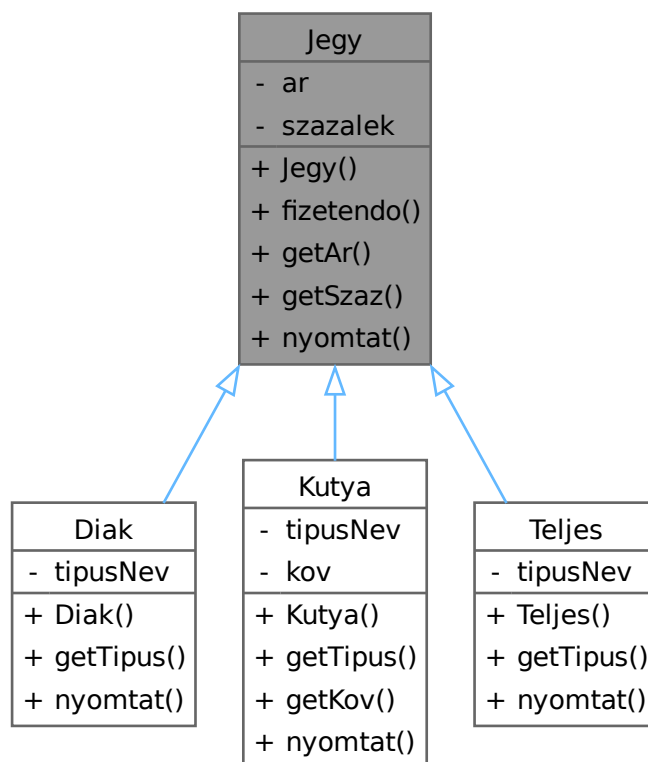 Jegy
- ar
- szazalek
+ Jegy()
+ fizetendo()
+ getAr()
+ getSzaz()
+ nyomtat()
Diak
- tipusNev
+ Diak()
+ getTipus()
+ nyomtat()
Kutya
- tipusNev
- kov
+ Kutya()
+ getTipus()
+ getKov()
+ nyomtat()
Teljes
- tipusNev
+ Teljes()
+ getTipus()
+ nyomtat()